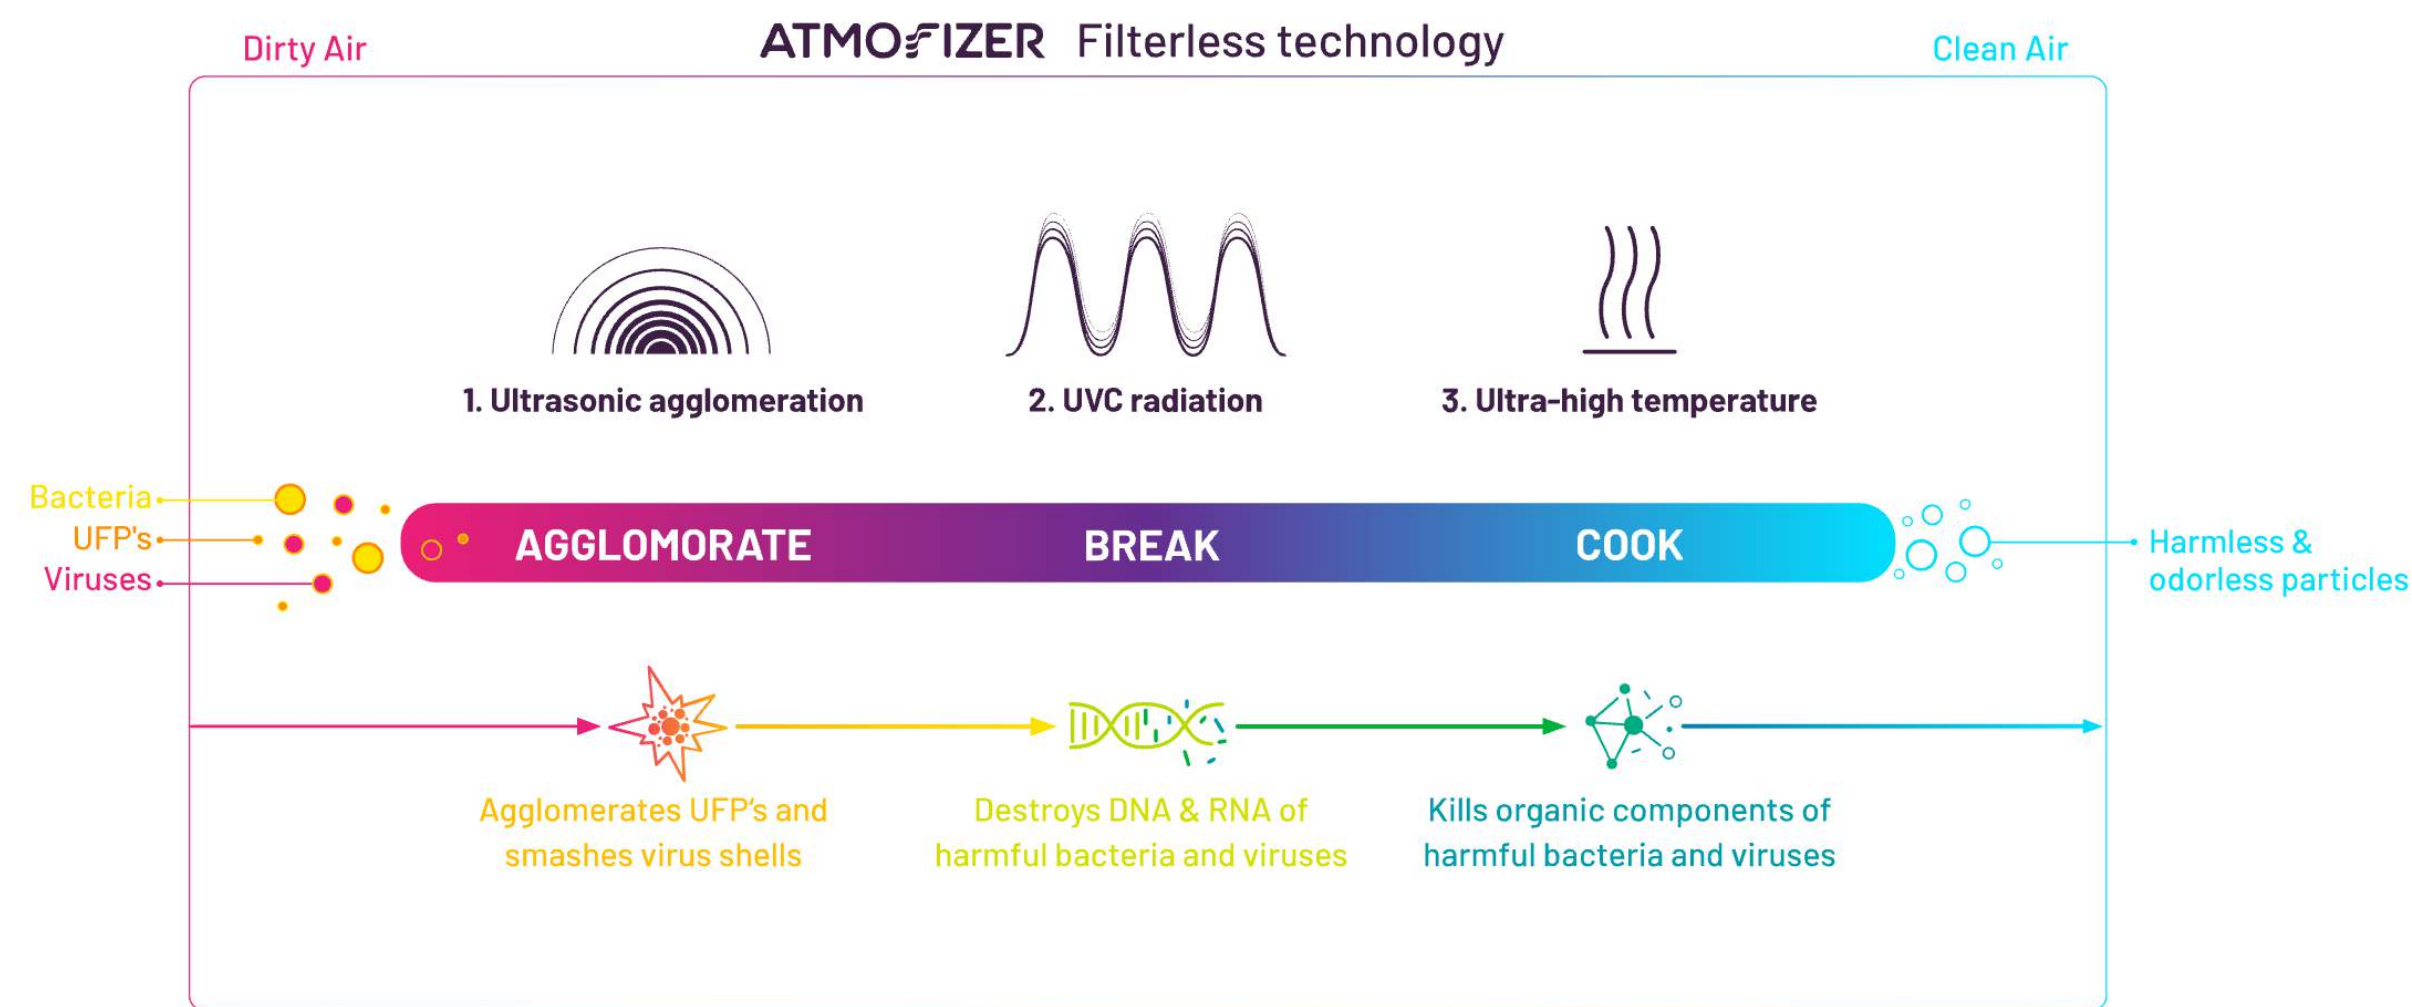 Dirty Air
ATMOFIZER Filterless technology
Clean Air
1. Ultrasonic agglomeration
2. UVC radiation
3. Ultra-high temperature
Bacteria
UFP's
Viruses
AGGLOMORATE
BREAK
COOK
Harmless &
odorless particles
Agglomerates UFP‘s and
smashes virus shells
Destroys DNA & RNA of
harmful bacteria and viruses
Kills organic components of
harmful bacteria and viruses